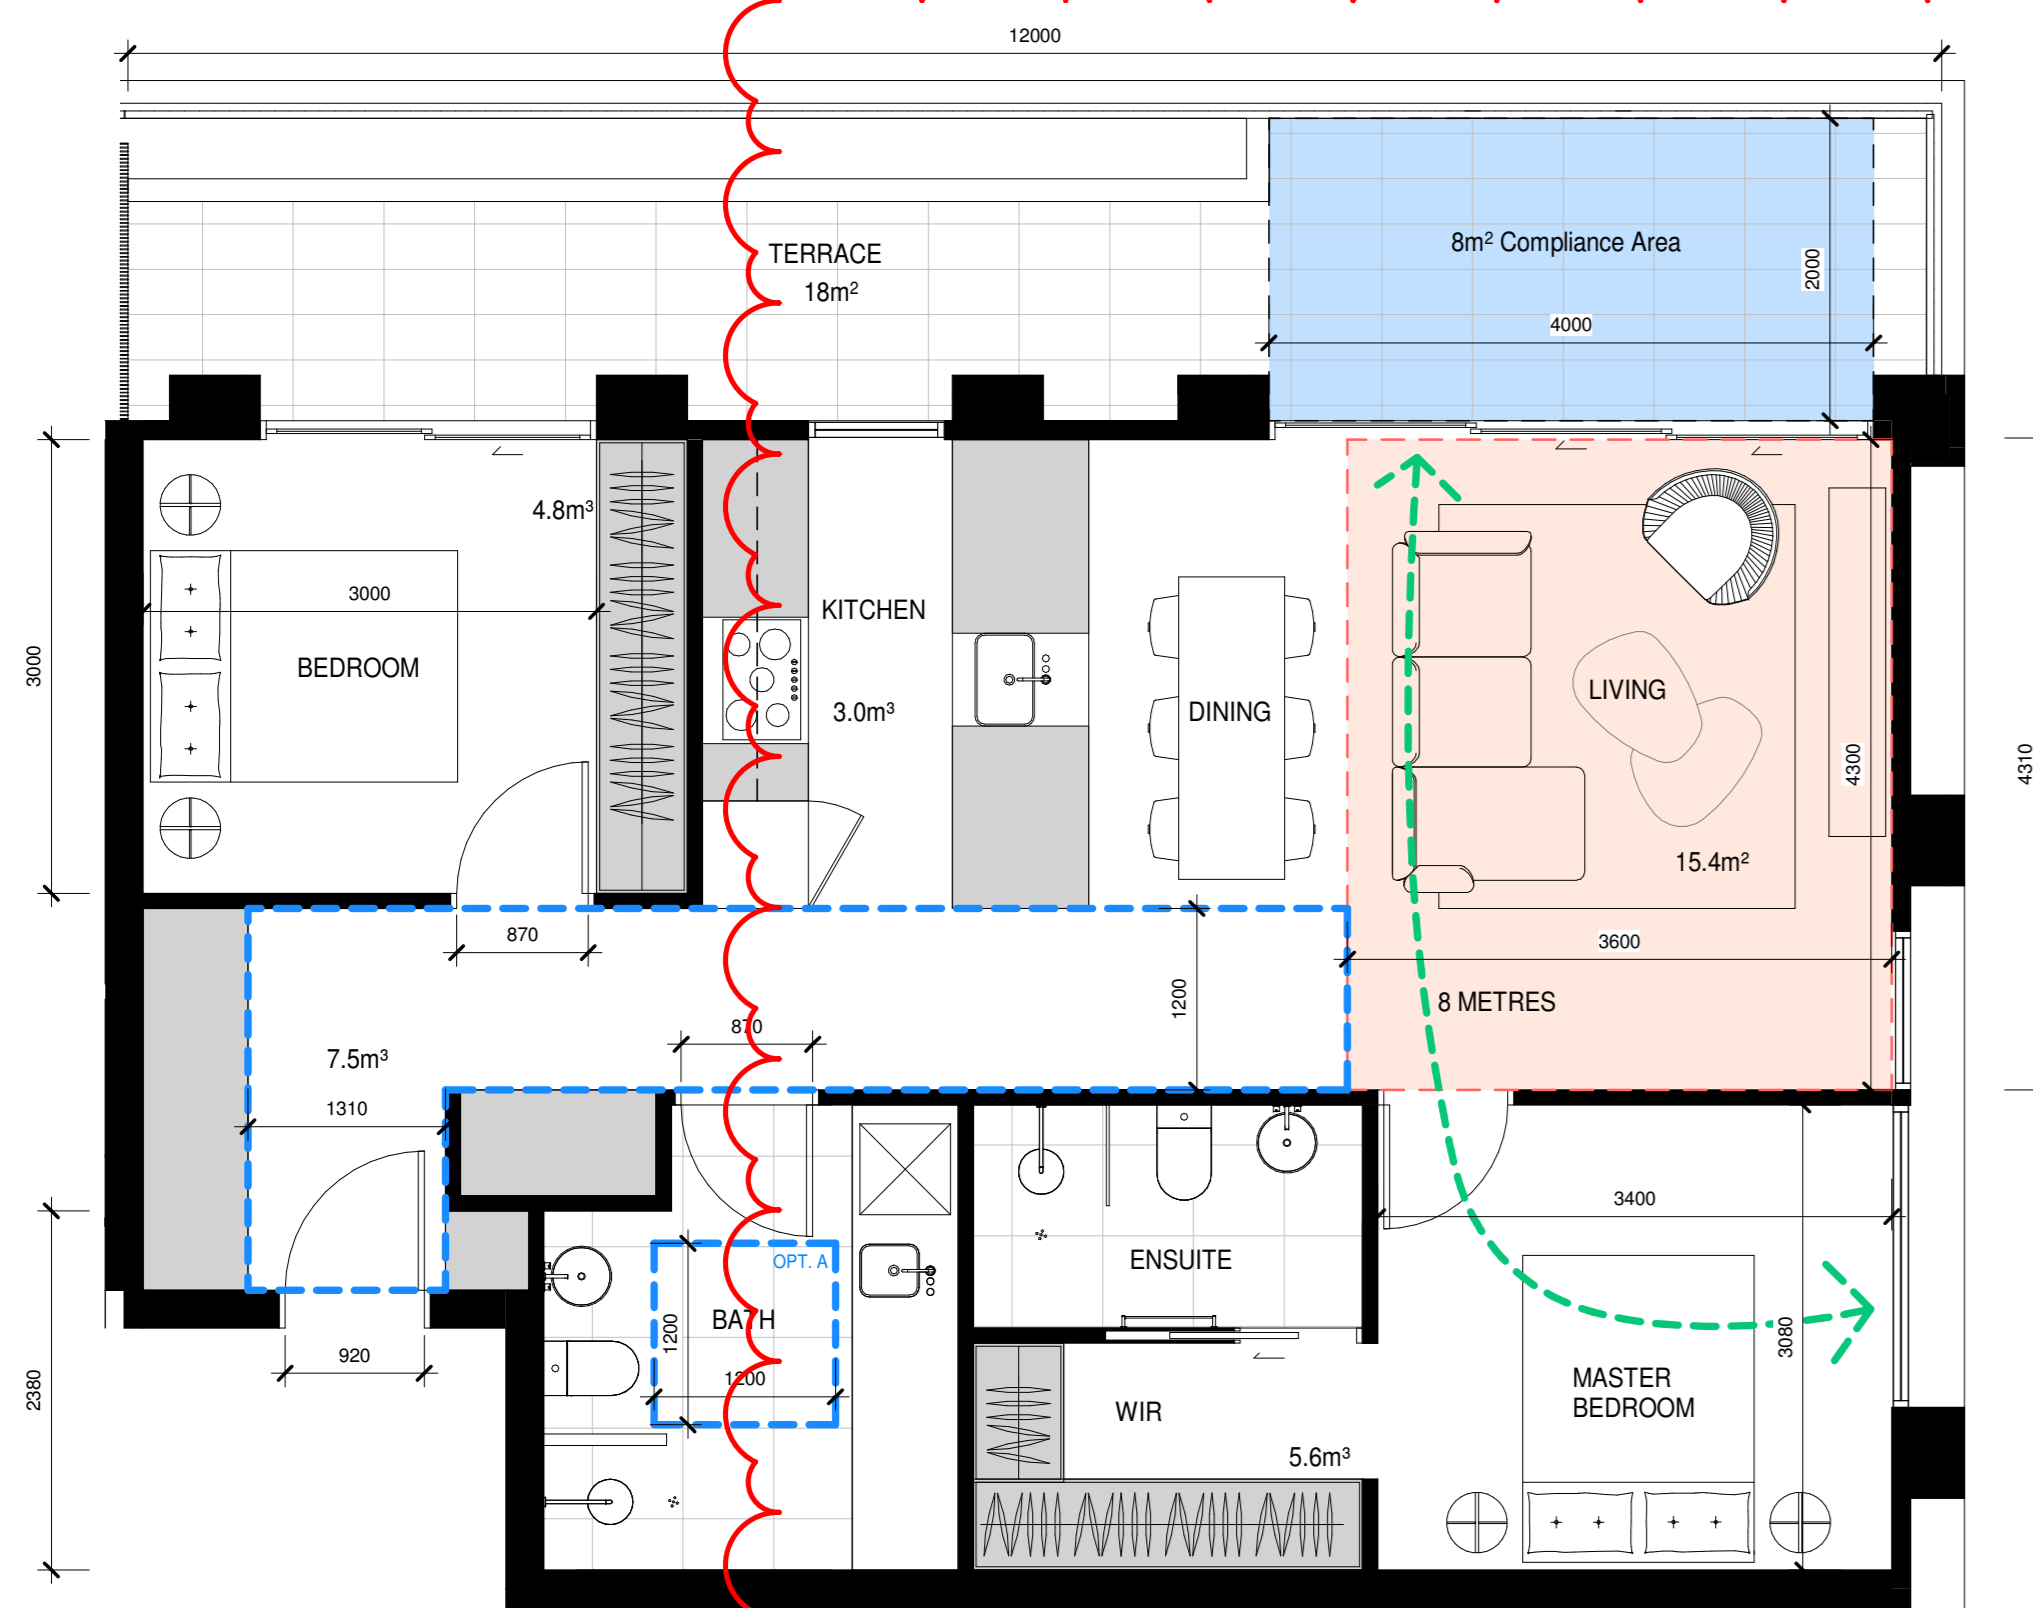 12000
TERRACE
18m²
8m² Compliance Area
2000
4000
4.8m³
3000
BEDROOM
3000
KITCHEN
3.0m³
DINING
LIVING
4300
4310
15.4m²
870
3600
8 METRES
1200
870
7.5m³
1310
3400
OPT. A
ENSUITE
BATH
1200
1200
920
2380
3080
MASTER
BEDROOM
WIR
5.6m³